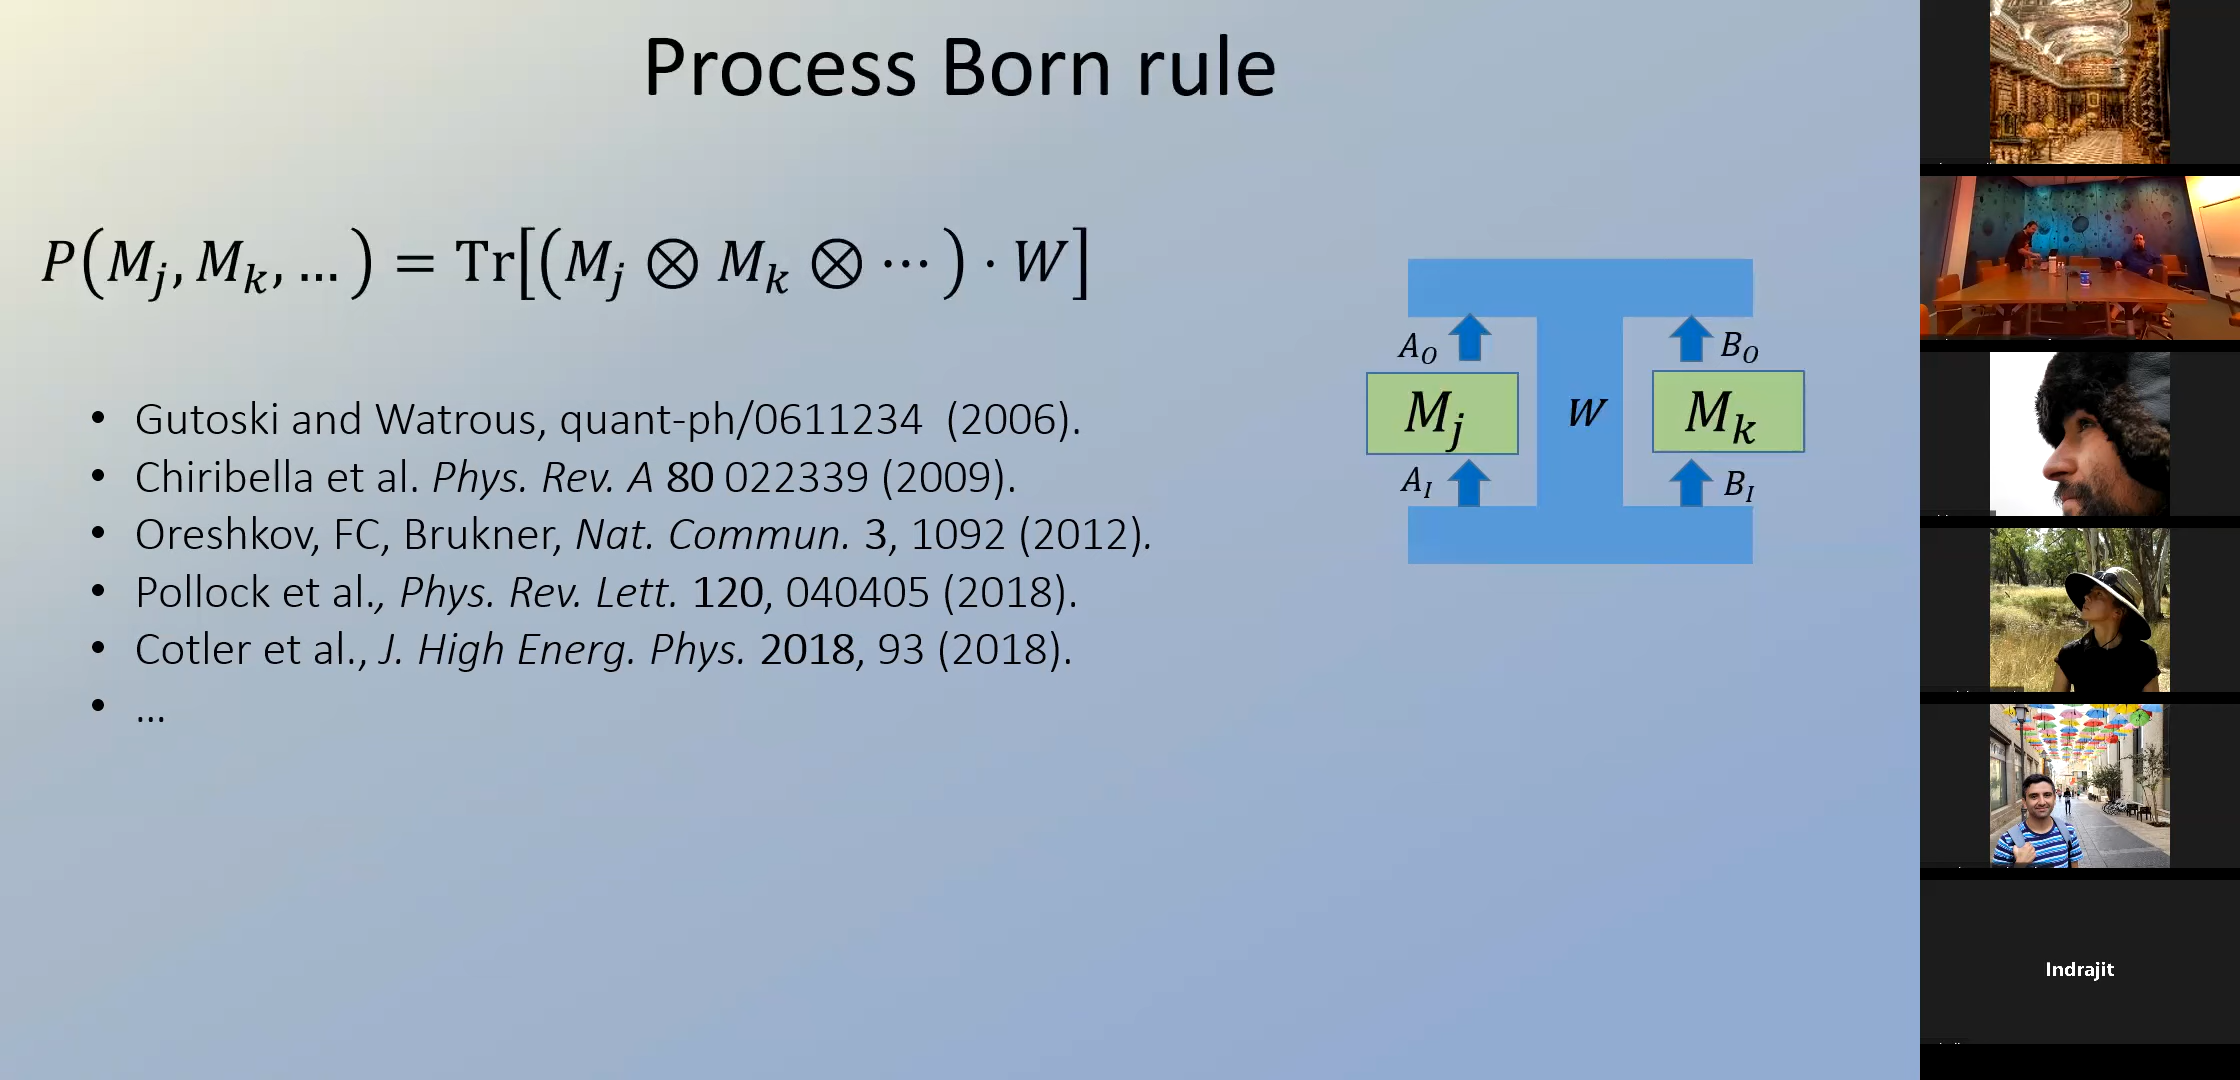 Process Born rule
P(M_j, M_k, … ) = Tr[(M_j ⊗ M_k ⊗ ⋯ ) · W]
• Gutoski and Watrous, quant-ph/0611234 (2006).
• Chiribella et al. Phys. Rev. A 80 022339 (2009).
• Oreshkov, FC, Brukner, Nat. Commun. 3, 1092 (2012).
• Pollock et al., Phys. Rev. Lett. 120, 040405 (2018).
• Cotler et al., J. High Energ. Phys. 2018, 93 (2018).
• …
A_O B_O
M_j W M_k
A_I B_I
Indrajit